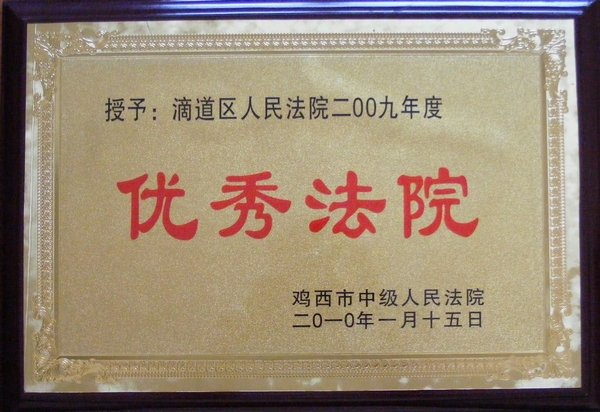 授予：滴道区人民法院二00九年度
优秀法院
鸡西市中级人民法院
二0一0年一月十五日